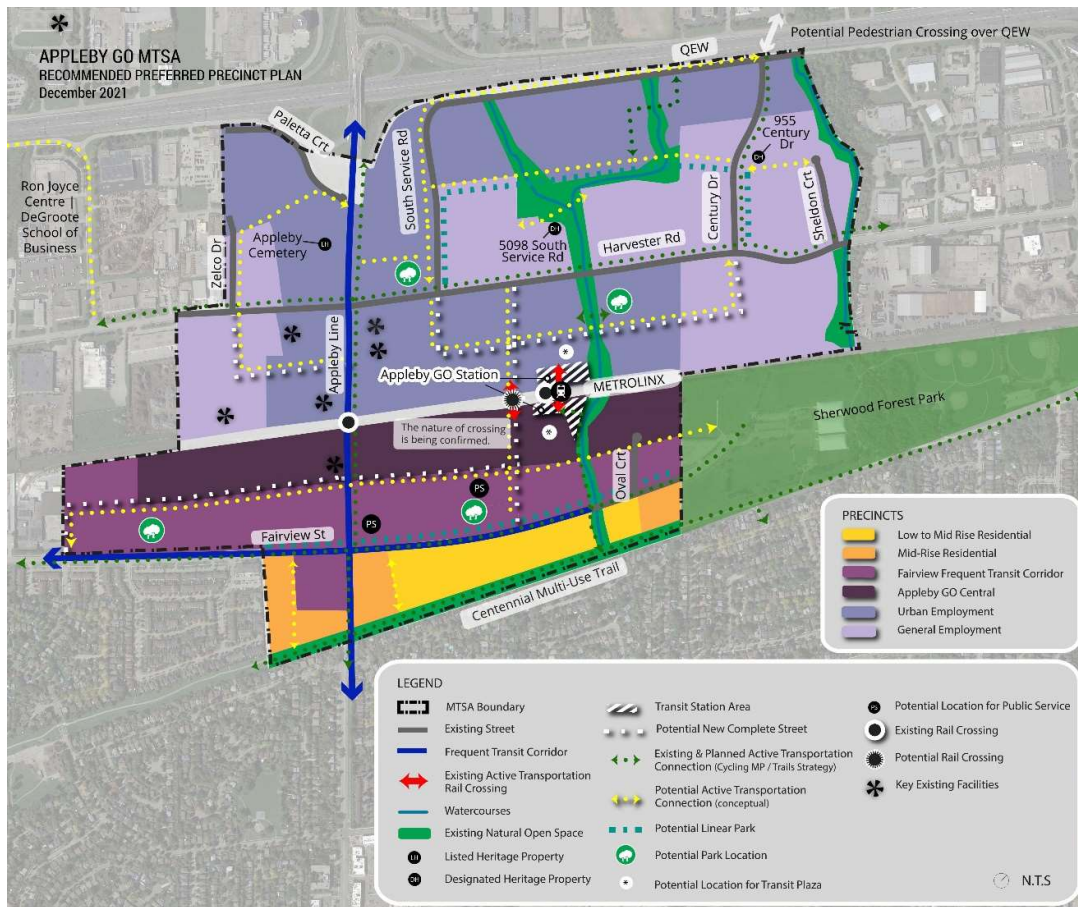 APPLEBY GO MTSA
RECOMMENDED PREFERRED PRECINCT PLAN
December 2021
QEW
Potential Pedestrian Crossing over QEW
Paletta Crt
South Service Rd
955
Century
Dr
DH
Ron Joyce
Centre |
DeGroote
School of
Business
Zelco Dr
Appleby
Cemetery
LH
DH
5098 South
Service Rd
Century Dr
Sheldon Crt
Harvester Rd
Appleby Line
Appleby GO Station
METROLINX
The nature of crossing
is being confirmed.
Sherwood Forest Park
Oval Crt
PS
PS
Fairview St
Centennial Multi-Use Trail
PRECINCTS
Low to Mid Rise Residential
Mid-Rise Residential
Fairview Frequent Transit Corridor
Appleby GO Central
Urban Employment
General Employment
LEGEND
MTSA Boundary
Existing Street
Frequent Transit Corridor
Existing Active Transportation
Rail Crossing
Watercourses
Existing Natural Open Space
LH Listed Heritage Property
DH Designated Heritage Property
Transit Station Area
Potential New Complete Street
Existing & Planned Active Transportation
Connection (Cycling MP / Trails Strategy)
Potential Active Transportation
Connection (conceptual)
Potential Linear Park
Potential Park Location
* Potential Location for Transit Plaza
PS Potential Location for Public Service
Existing Rail Crossing
Potential Rail Crossing
Key Existing Facilities
N.T.S